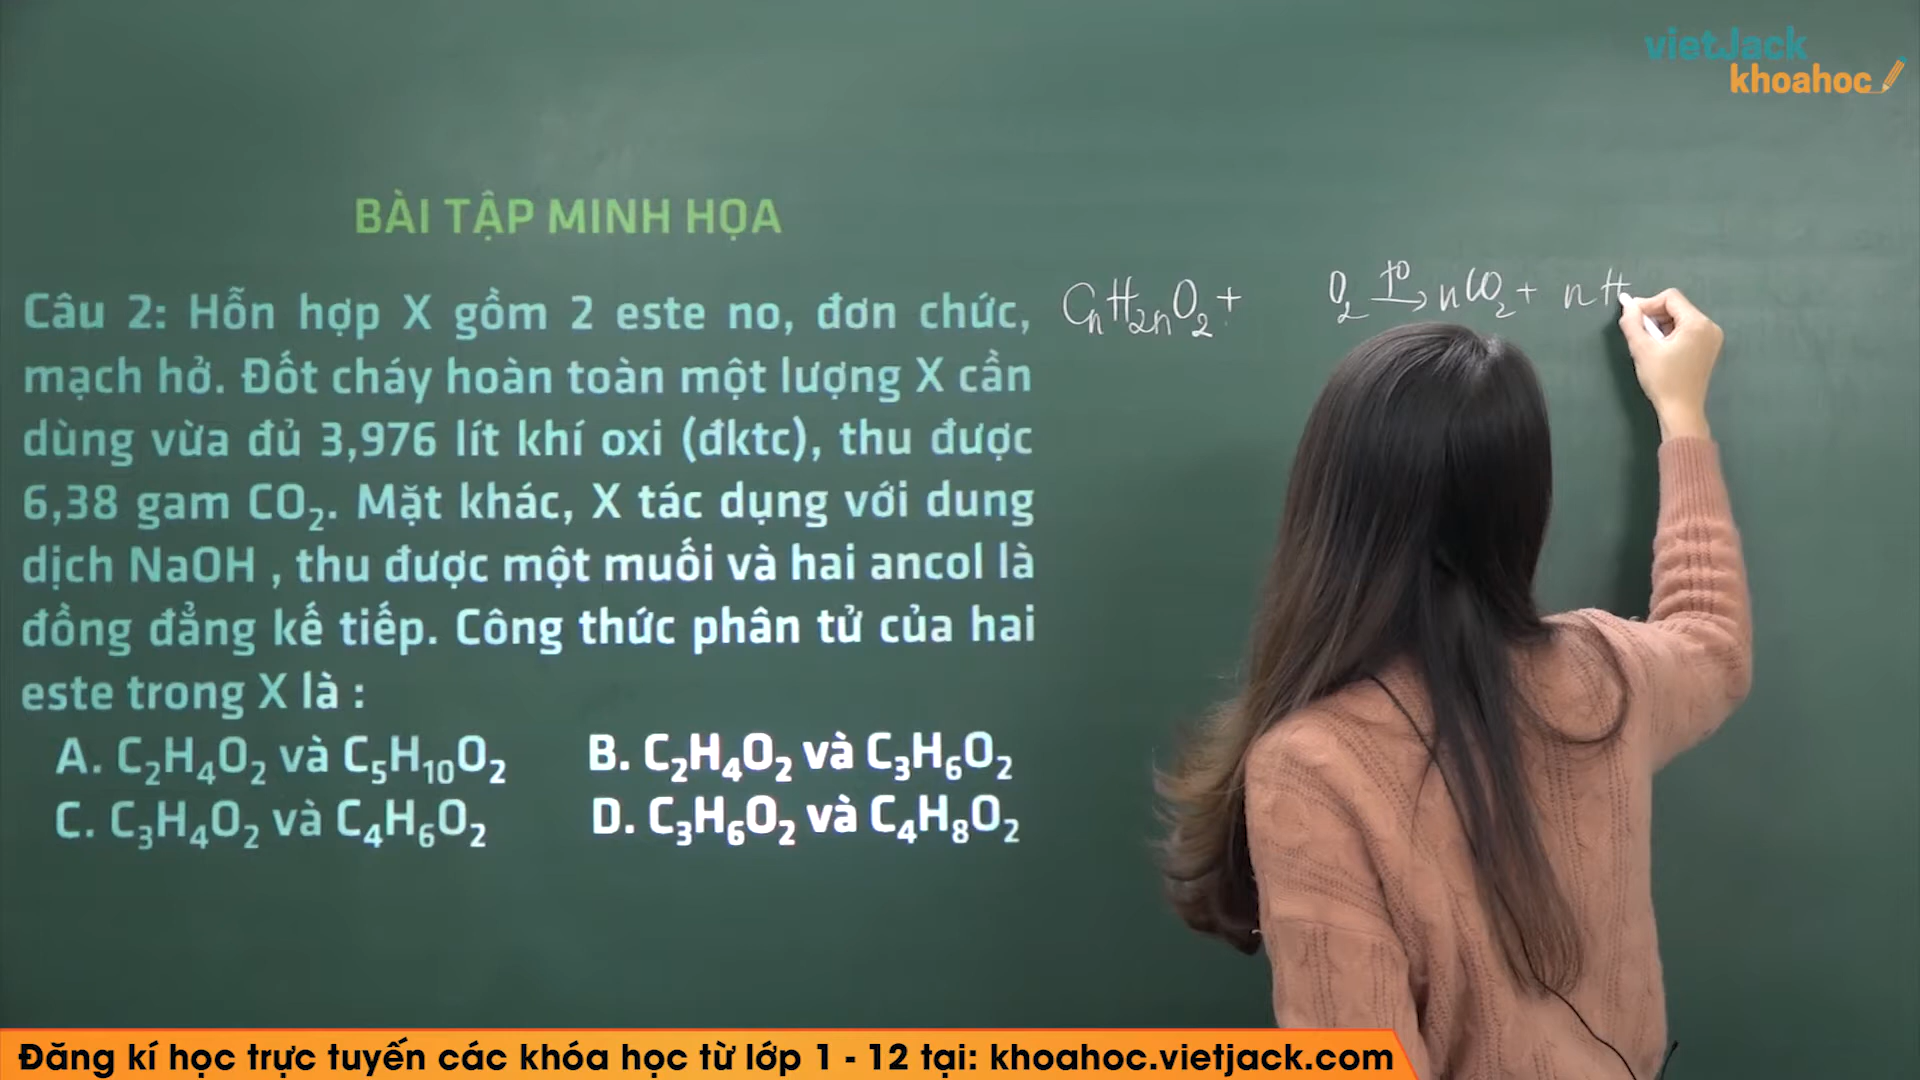 vietJack
khoahoc
BÀI TẬP MINH HỌA
Câu 2: Hỗn hợp X gồm 2 este no, đơn chức,
mạch hở. Đốt cháy hoàn toàn một lượng X cần
dùng vừa đủ 3,976 lít khí oxi (đktc), thu được
6,38 gam CO₂. Mặt khác, X tác dụng với dung
dịch NaOH , thu được một muối và hai ancol là
đồng đẳng kế tiếp. Công thức phân tử của hai
este trong X là :
A. C₂H₄O₂ và C₅H₁₀O₂ B. C₂H₄O₂ và C₃H₆O₂
C. C₃H₄O₂ và C₄H₆O₂ D. C₃H₆O₂ và C₄H₈O₂
CₙH₂ₙO₂ + O₂ →(t⁰) nCO₂ + nH
Đăng kí học trực tuyến các khóa học từ lớp 1 - 12 tại: khoahoc.vietjack.com